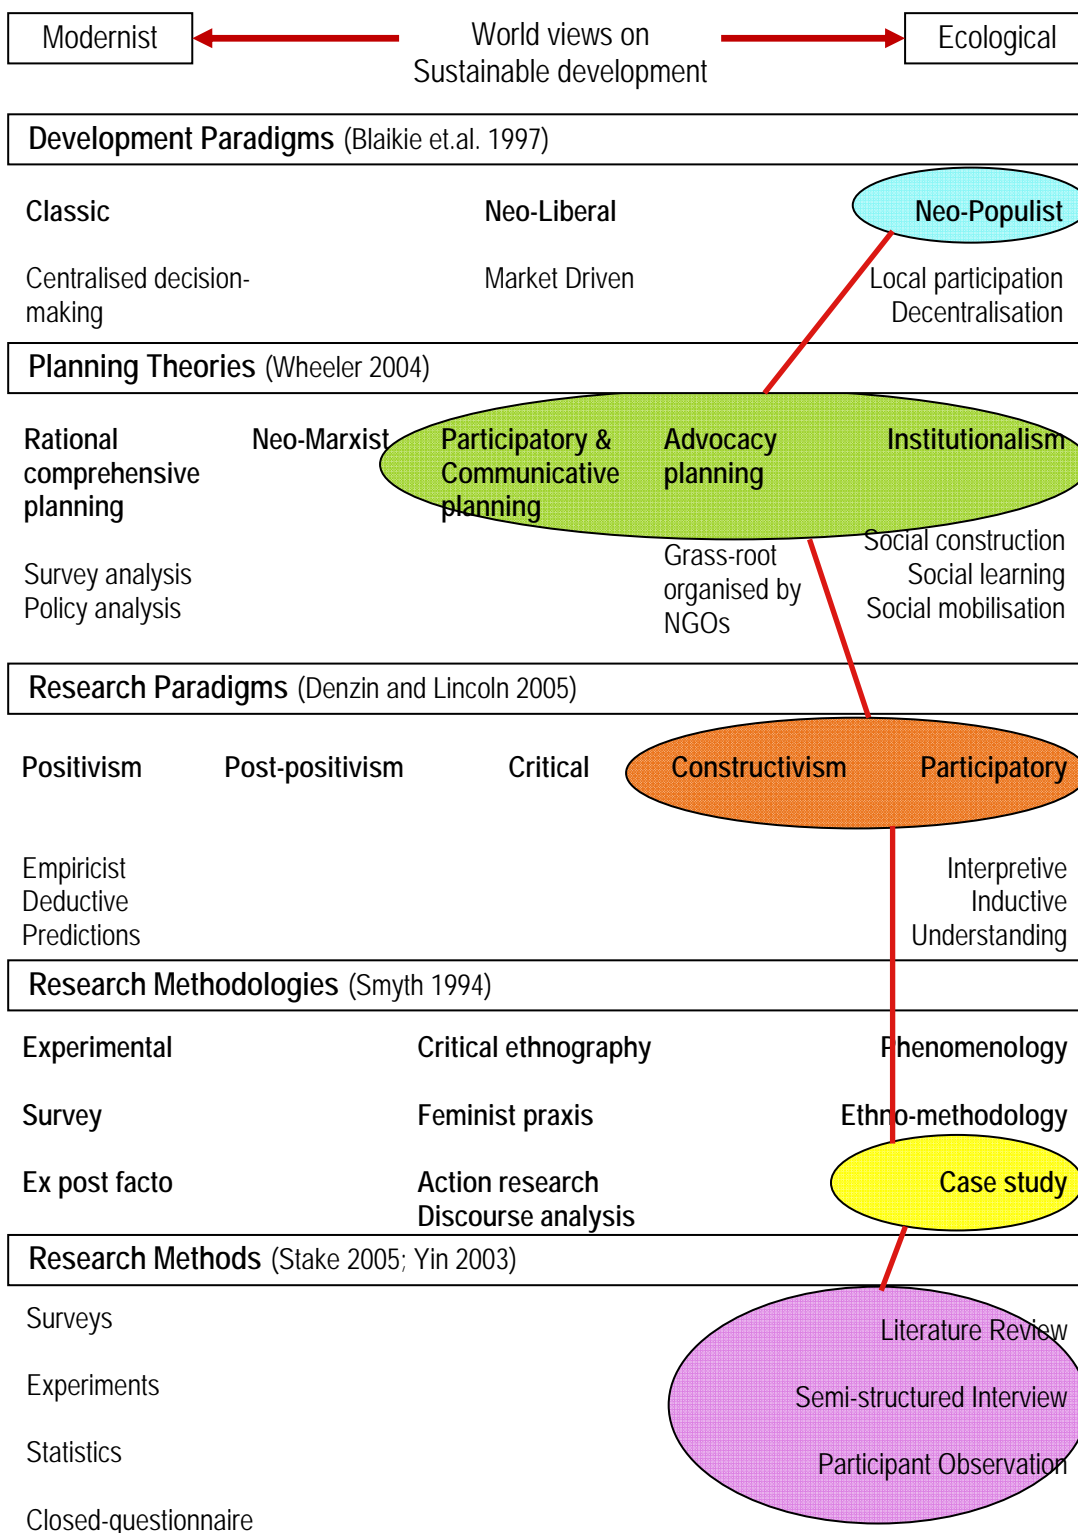 Modernist
World views on
Sustainable development
Ecological
Development Paradigms (Blaikie et.al. 1997)
Classic
Neo-Liberal
Neo-Populist
Centralised decision-
making
Market Driven
Local participation
Decentralisation
Planning Theories (Wheeler 2004)
Rational
comprehensive
planning
Neo-Marxist
Participatory &
Communicative
planning
Advocacy
planning
Institutionalism
Survey analysis
Policy analysis
Grass-root
organised by
NGOs
Social construction
Social learning
Social mobilisation
Research Paradigms (Denzin and Lincoln 2005)
Positivism
Post-positivism
Critical
Constructivism
Participatory
Empiricist
Deductive
Predictions
Interpretive
Inductive
Understanding
Research Methodologies (Smyth 1994)
Experimental
Critical ethnography
Phenomenology
Survey
Feminist praxis
Ethno-methodology
Ex post facto
Action research
Discourse analysis
Case study
Research Methods (Stake 2005; Yin 2003)
Surveys
Literature Review
Experiments
Semi-structured Interview
Statistics
Participant Observation
Closed-questionnaire